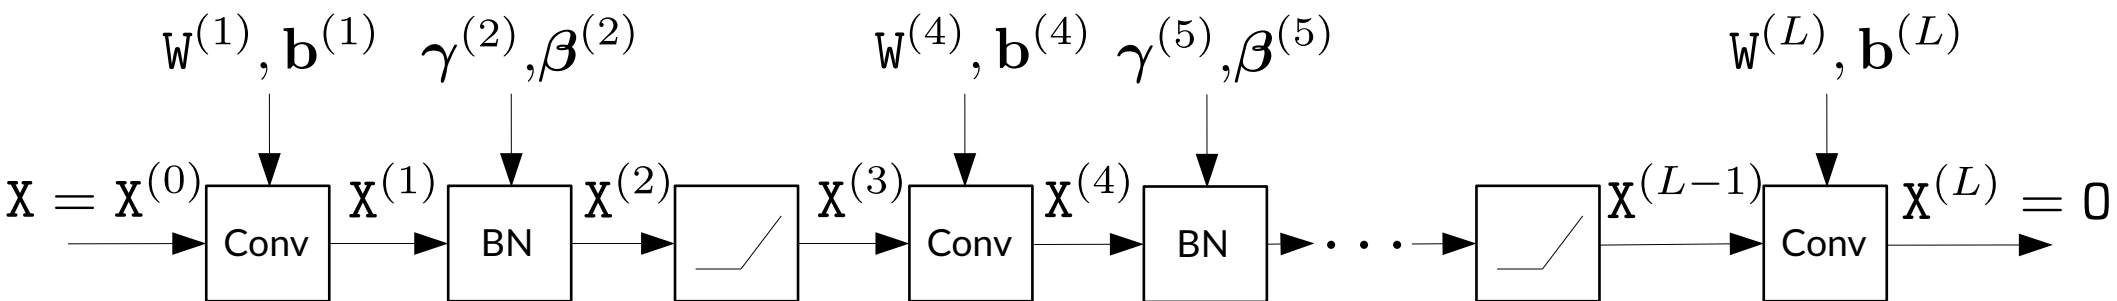 W^(1), b^(1) γ^(2),β^(2) W^(4), b^(4) γ^(5),β^(5) W^(L), b^(L)
X = X^(0) X^(1) X^(2) X^(3) X^(4) X^(L−1) X^(L) = O
Conv BN Conv BN · · · Conv